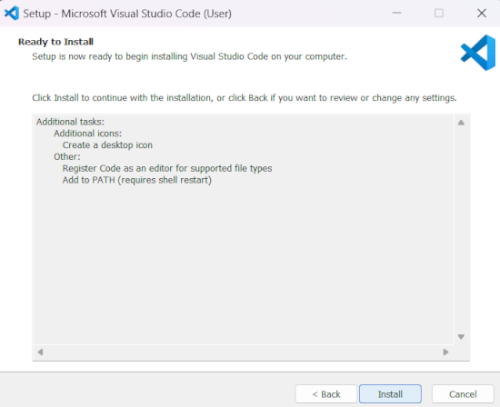 Setup - Microsoft Visual Studio Code (User)
Ready to Install
Setup is now ready to begin installing Visual Studio Code on your computer.
Click Install to continue with the installation, or click Back if you want to review or change any settings.
Additional tasks:
Additional icons:
Create a desktop icon
Other:
Register Code as an editor for supported file types
Add to PATH (requires shell restart)
< Back
Install
Cancel